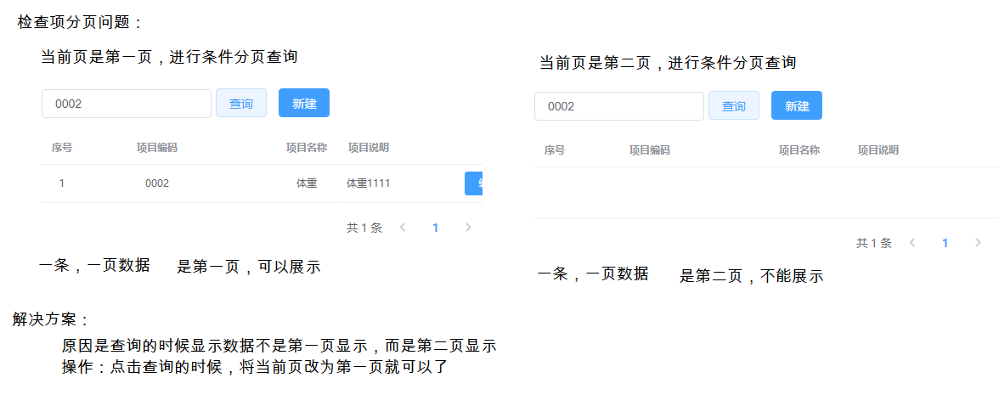 检查项分页问题：
当前页是第一页，进行条件分页查询
0002 查询 新建
序号 项目编码 项目名称 项目说明
1 0002 体重 体重1111
共 1 条 1
一条，一页数据 是第一页，可以展示
当前页是第二页，进行条件分页查询
0002 查询 新建
序号 项目编码 项目名称 项目说明
共 1 条 1
一条，一页数据 是第二页，不能展示
解决方案：
原因是查询的时候显示数据不是第一页显示，而是第二页显示
操作：点击查询的时候，将当前页改为第一页就可以了